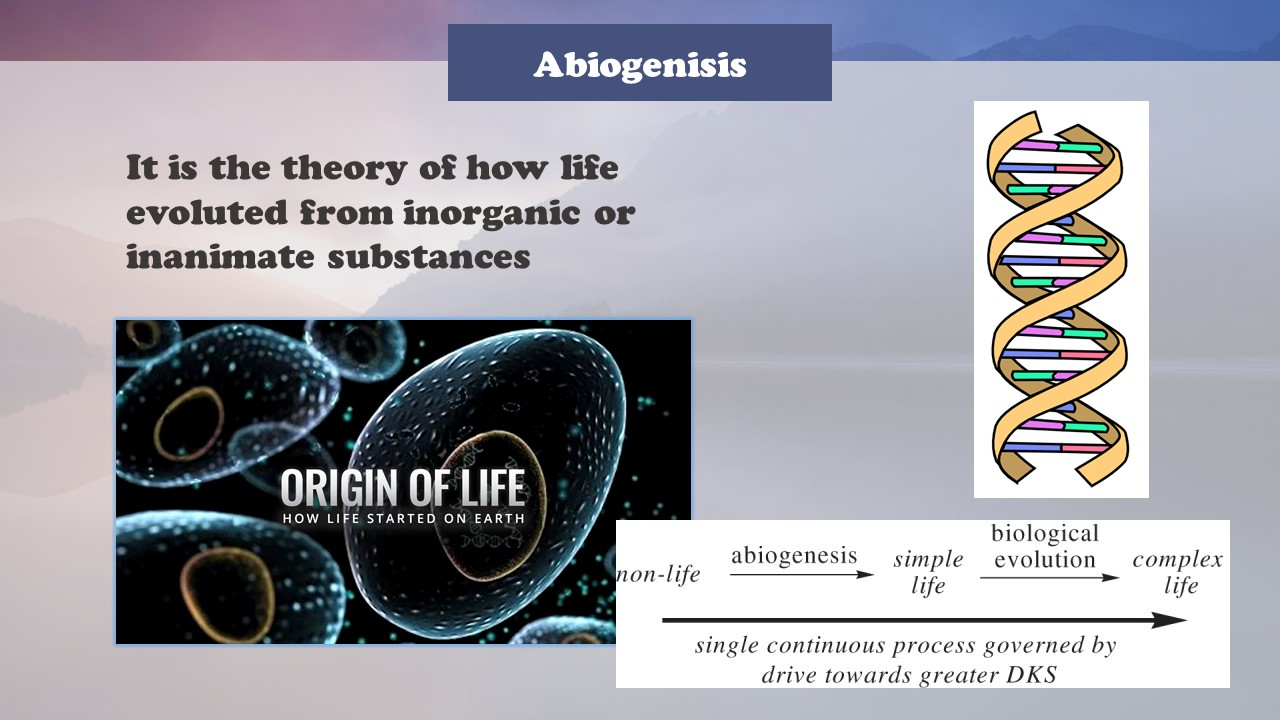 Abiogenisis
It is the theory of how life
evoluted from inorganic or
inanimate substances
ORIGIN OF LIFE
HOW LIFE STARTED ON EARTH
non-life
abiogenesis
simple
life
biological
evolution
complex
life
single continuous process governed by
drive towards greater DKS